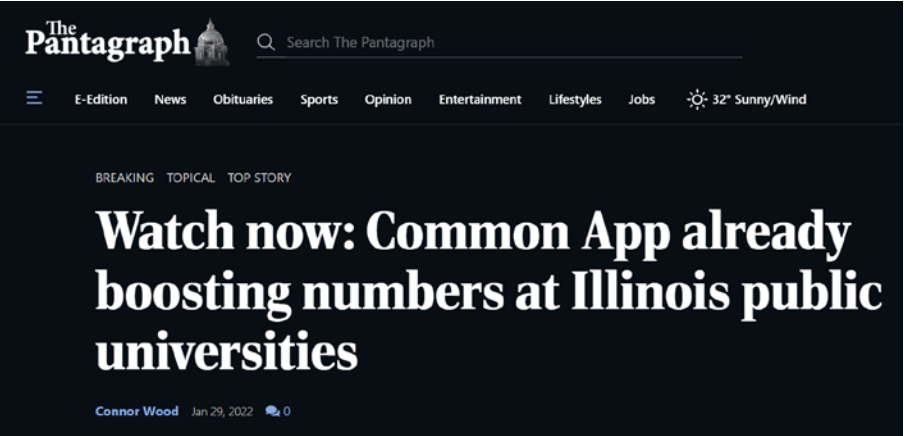 The
Pantagraph
Search The Pantagraph
E-Edition News Obituaries Sports Opinion Entertainment Lifestyles Jobs 32° Sunny/Wind
BREAKING TOPICAL TOP STORY
Watch now: Common App already
boosting numbers at Illinois public
universities
Connor Wood Jan 29, 2022 0